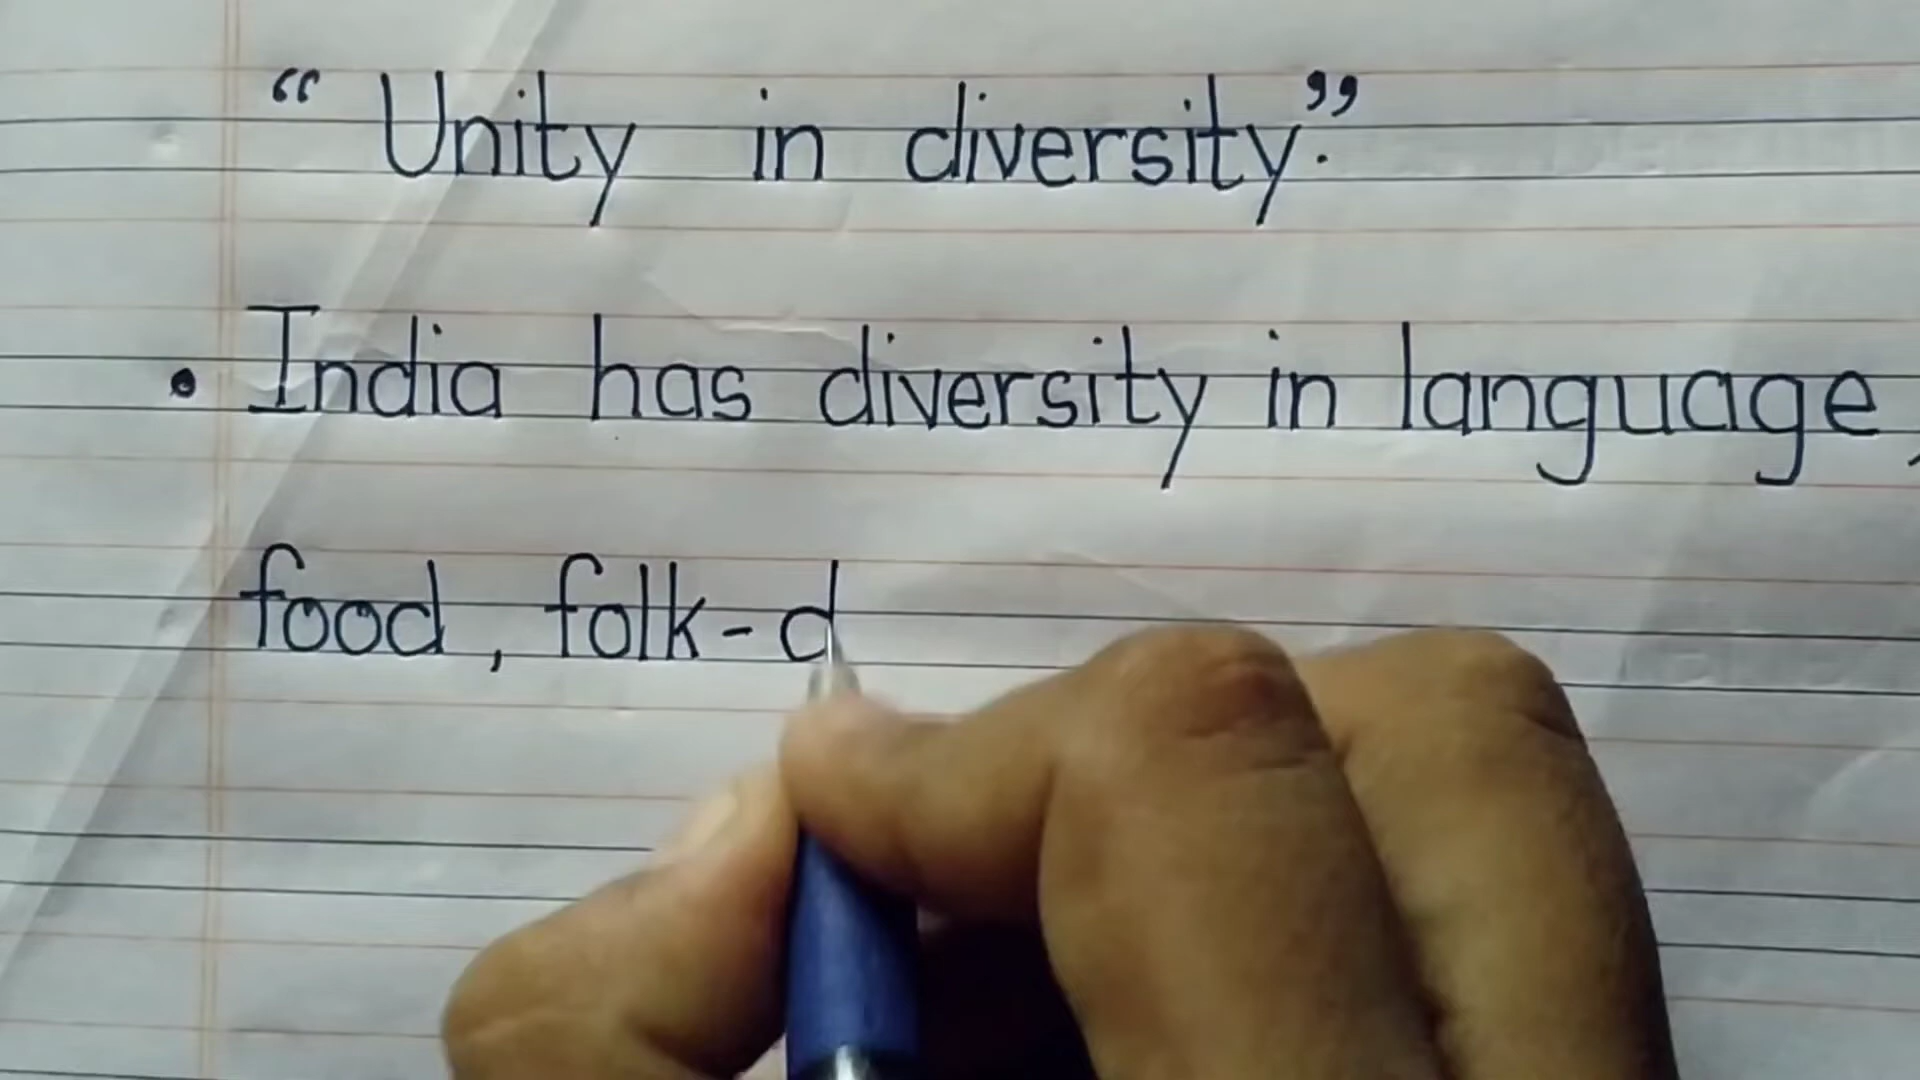 “ Unity in diversity.”
• India has diversity in language,
food, folk-d